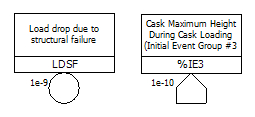 Load drop due to
structural failure
LDSF
1e-9
Cask Maximum Height
During Cask Loading
(Initial Event Group #3
%IE3
1e-10